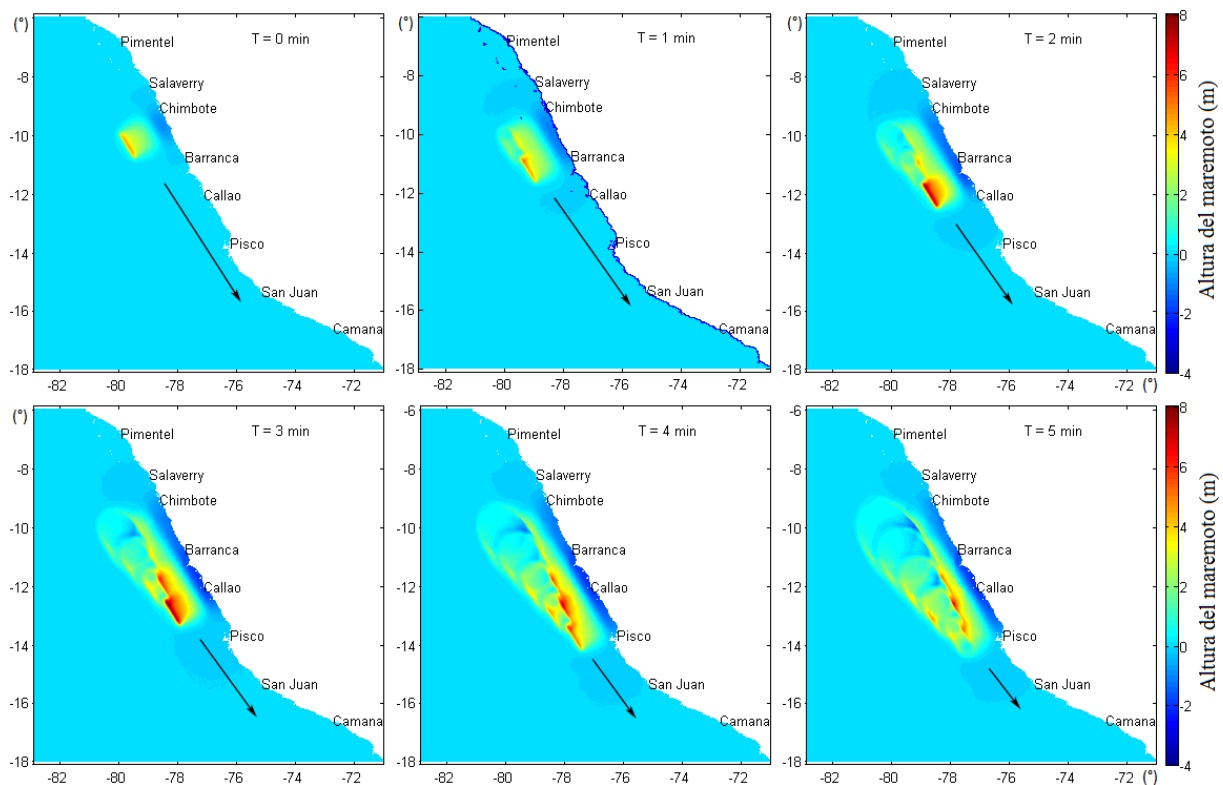 (°)
Pimentel
T = 0 min
Salaverry
Chimbote
Barranca
Callao
Pisco
San Juan
Camana
-8
-10
-12
-14
-16
-18
-82
-80
-78
-76
-74
-72
(°)
Pimentel
T = 1 min
Salaverry
Chimbote
Barranca
Callao
Pisco
San Juan
Camana
-8
-10
-12
-14
-16
-18
-82
-80
-78
-76
-74
-72
(°)
Pimentel
T = 2 min
Salaverry
Chimbote
Barranca
Callao
Pisco
San Juan
Camana
-8
-10
-12
-14
-16
-18
-82
-80
-78
-76
-74
-72
(°)
8
6
4
2
0
-2
-4
Altura del maremoto (m)
(°)
Pimentel
T = 3 min
Salaverry
Chimbote
Barranca
Callao
Pisco
San Juan
Camana
-8
-10
-12
-14
-16
-18
-82
-80
-78
-76
-74
-72
-6
Pimentel
T = 4 min
Salaverry
Chimbote
Barranca
Callao
Pisco
San Juan
Camana
-8
-10
-12
-14
-16
-18
-82
-80
-78
-76
-74
-72
-6
Pimentel
T = 5 min
Salaverry
Chimbote
Barranca
Callao
Pisco
San Juan
Camana
-8
-10
-12
-14
-16
-18
-82
-80
-78
-76
-74
-72
(°)
8
6
4
2
0
-2
-4
Altura del maremoto (m)